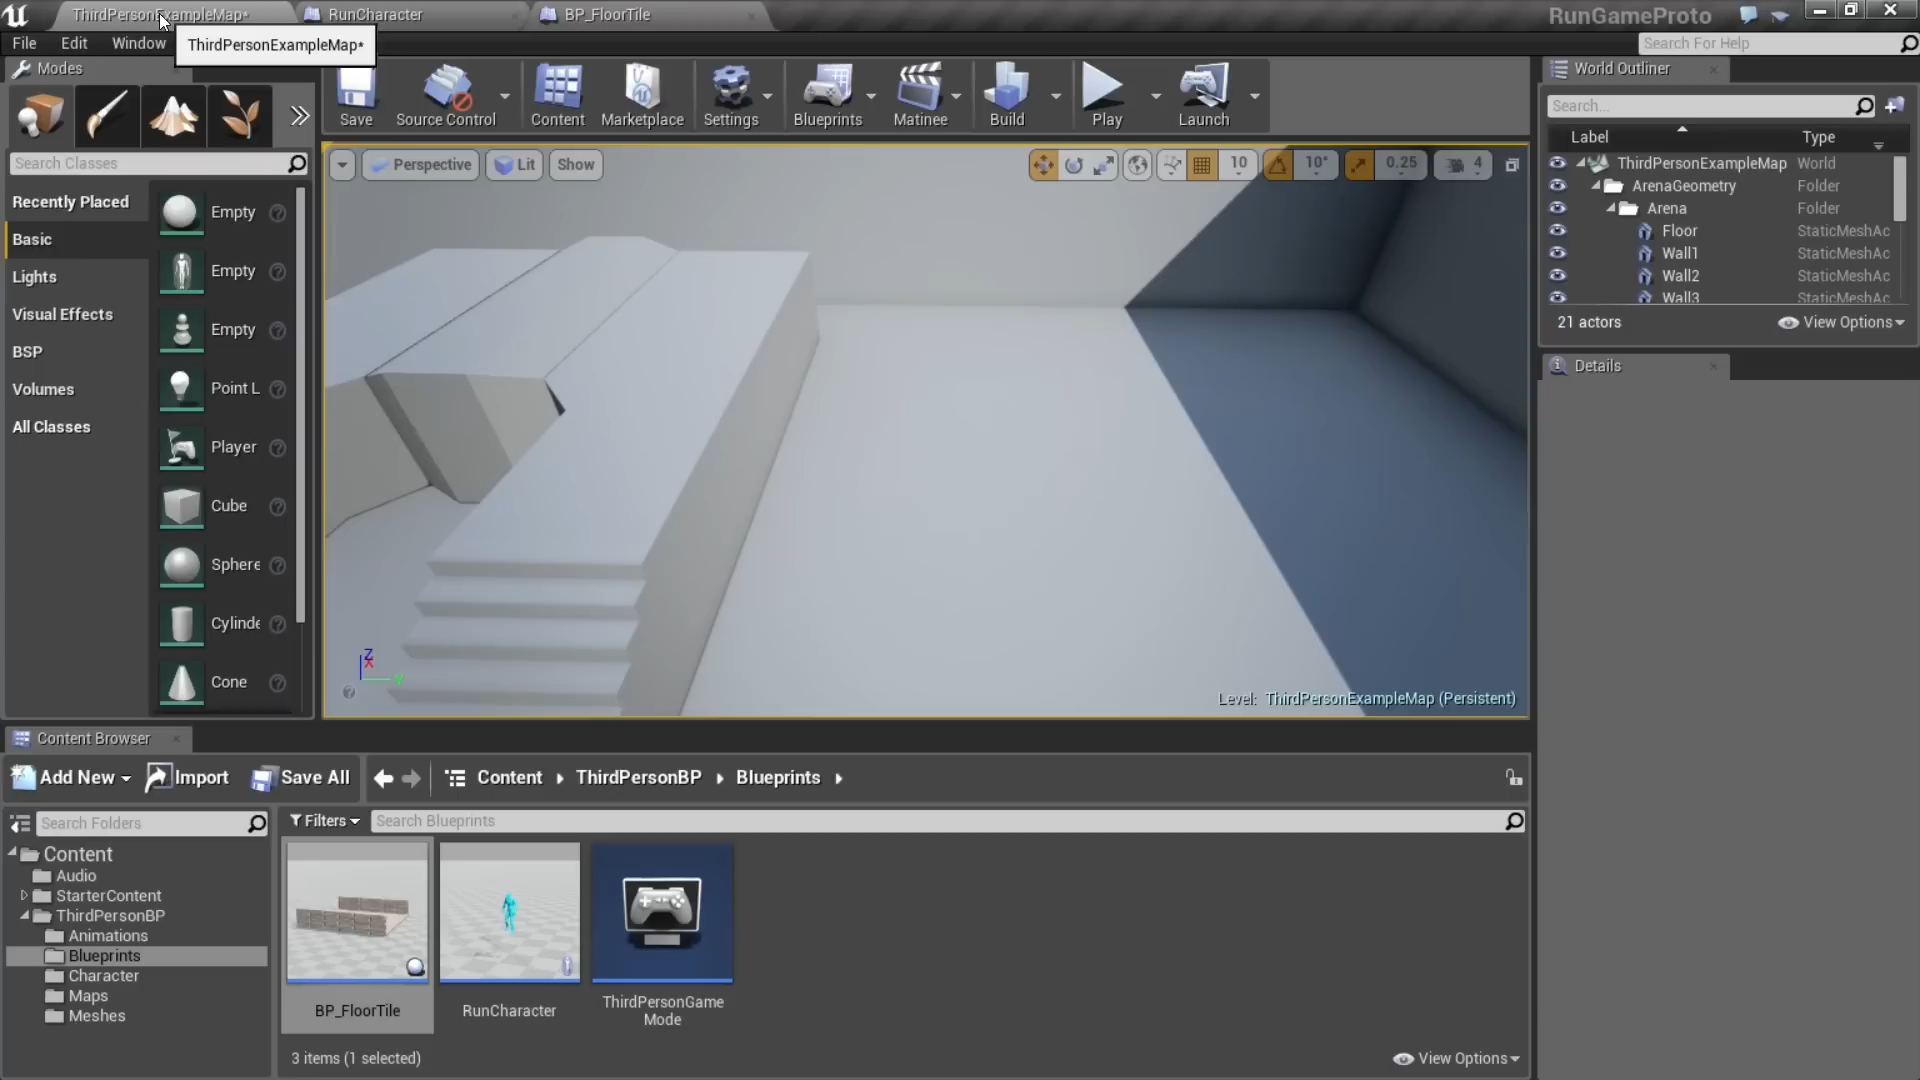 ThirdPersonExampleMap*
RunCharacter
BP_FloorTile
RunGameProto
File
Edit
Window
ThirdPersonExampleMap*
Search For Help
Modes
Search Classes
Recently Placed
Basic
Lights
Visual Effects
BSP
Volumes
All Classes
Empty
Empty
Empty
Point L
Player
Cube
Sphere
Cylinde
Cone
Save
Source Control
Content
Marketplace
Settings
Blueprints
Matinee
Build
Play
Launch
Perspective
Lit
Show
10
10°
0.25
4
Z
X
Y
Level: ThirdPersonExampleMap (Persistent)
World Outliner
Search...
Label
Type
ThirdPersonExampleMap World
ArenaGeometry Folder
Arena Folder
Floor StaticMeshAc
Wall1 StaticMeshAc
Wall2 StaticMeshAc
Wall3 StaticMeshAc
21 actors
View Options
Details
Content Browser
Add New
Import
Save All
Content
ThirdPersonBP
Blueprints
Search Folders
Filters
Search Blueprints
Content
Audio
StarterContent
ThirdPersonBP
Animations
Blueprints
Character
Maps
Meshes
BP_FloorTile
RunCharacter
ThirdPersonGame
Mode
3 items (1 selected)
View Options